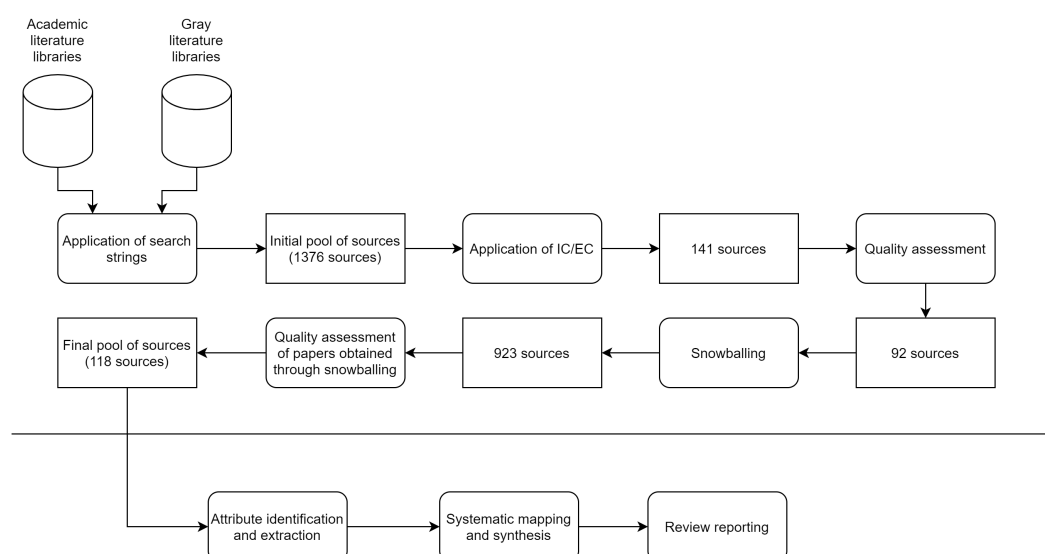 Academic
literature
libraries
Gray
literature
libraries
Application of search
strings
Initial pool of sources
(1376 sources)
Application of IC/EC
141 sources
Quality assessment
Final pool of sources
(118 sources)
Quality assessment
of papers obtained
through snowballing
923 sources
Snowballing
92 sources
Attribute identification
and extraction
Systematic mapping
and synthesis
Review reporting